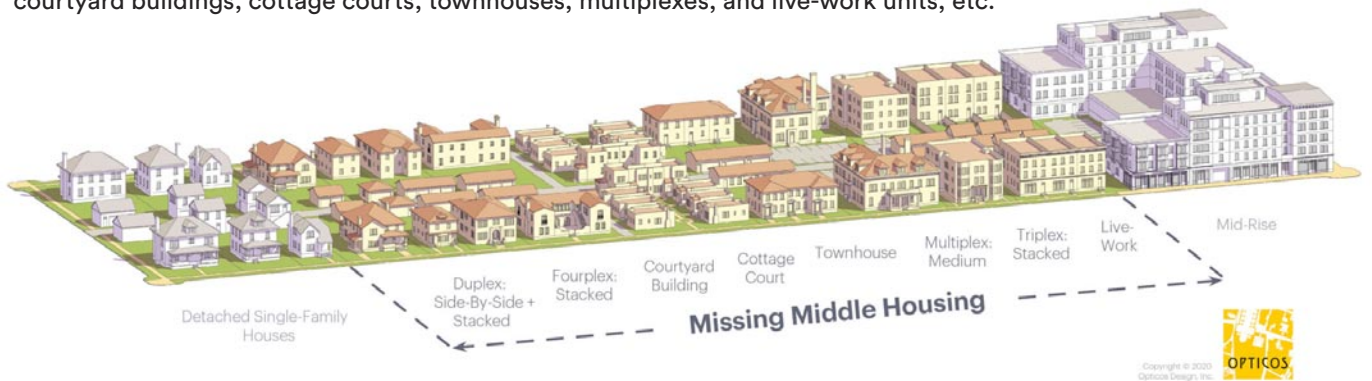 courtyard buildings, cottage courts, townhouses, multiplexes, and live-work units, etc.
Detached Single-Family
Houses
Duplex:
Side-By-Side +
Stacked
Fourplex:
Stacked
Courtyard
Building
Cottage
Court
Townhouse
Multiplex:
Medium
Triplex:
Stacked
Live-
Work
Mid-Rise
Missing Middle Housing
Copyright © 2020
Opticos Design, Inc.
OPTICOS